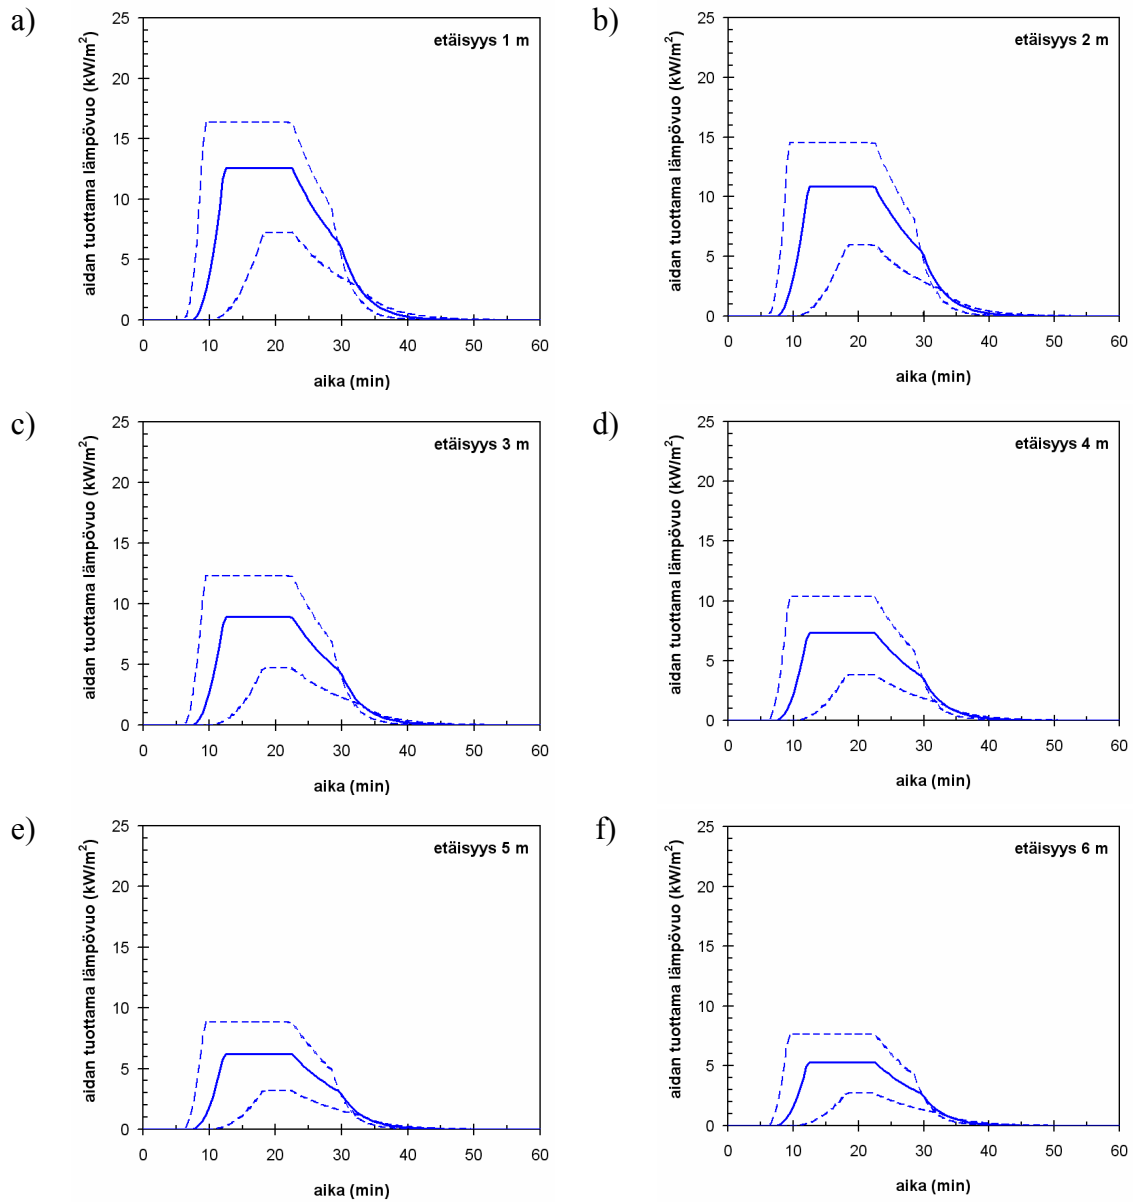 a)
etäisyys 1 m
aidan tuottama lämpövuo (kW/m²)
25
20
15
10
5
0
0 10 20 30 40 50 60
aika (min)
b)
etäisyys 2 m
aidan tuottama lämpövuo (kW/m²)
25
20
15
10
5
0
0 10 20 30 40 50 60
aika (min)
c)
etäisyys 3 m
aidan tuottama lämpövuo (kW/m²)
25
20
15
10
5
0
0 10 20 30 40 50 60
aika (min)
d)
etäisyys 4 m
aidan tuottama lämpövuo (kW/m²)
25
20
15
10
5
0
0 10 20 30 40 50 60
aika (min)
e)
etäisyys 5 m
aidan tuottama lämpövuo (kW/m²)
25
20
15
10
5
0
0 10 20 30 40 50 60
aika (min)
f)
etäisyys 6 m
aidan tuottama lämpövuo (kW/m²)
25
20
15
10
5
0
0 10 20 30 40 50 60
aika (min)